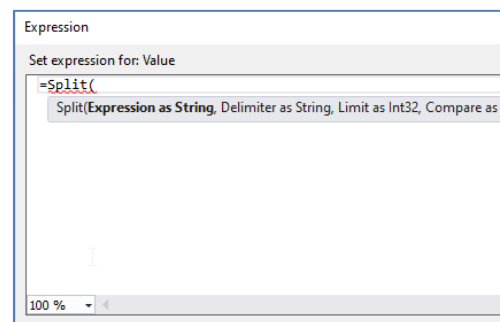 Expression
Set expression for: Value
=Split(
Split(Expression as String, Delimiter as String, Limit as Int32, Compare as
100 %